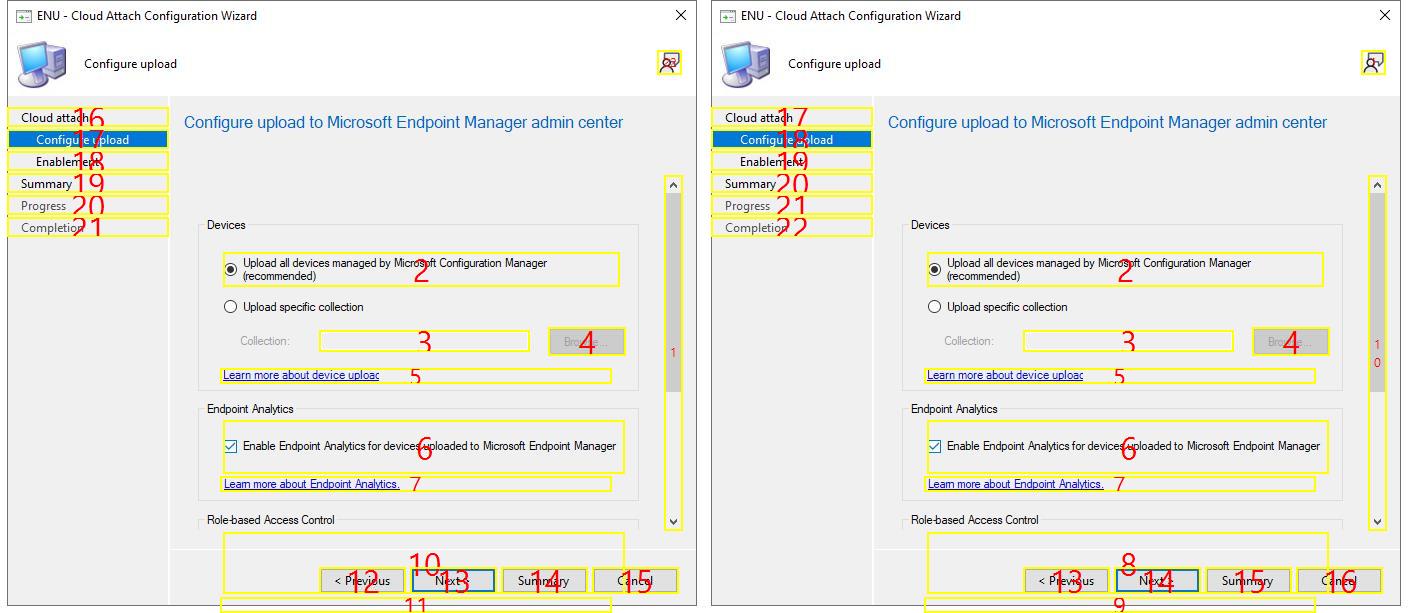 ENU - Cloud Attach Configuration Wizard
Configure upload
Cloud attach
16
Configure upload
17
Enablement
18
Summary
19
Progress
20
Completion
21
Configure upload to Microsoft Endpoint Manager admin center
1
Devices
Upload all devices managed by Microsoft Configuration Manager
(recommended)
2
Upload specific collection
Collection:
3
Browse...
4
Learn more about device upload
5
Endpoint Analytics
Enable Endpoint Analytics for devices uploaded to Microsoft Endpoint Manager
6
Learn more about Endpoint Analytics.
7
Role-based Access Control
10
< Previous
12
Next >
13
Summary
14
Cancel
15
11
ENU - Cloud Attach Configuration Wizard
Configure upload
Cloud attach
17
Configure upload
18
Enablement
19
Summary
20
Progress
21
Completion
22
Configure upload to Microsoft Endpoint Manager admin center
1
0
Devices
Upload all devices managed by Microsoft Configuration Manager
(recommended)
2
Upload specific collection
Collection:
3
Browse...
4
Learn more about device upload
5
Endpoint Analytics
Enable Endpoint Analytics for devices uploaded to Microsoft Endpoint Manager
6
Learn more about Endpoint Analytics.
7
Role-based Access Control
8
< Previous
13
Next >
14
Summary
15
Cancel
16
9